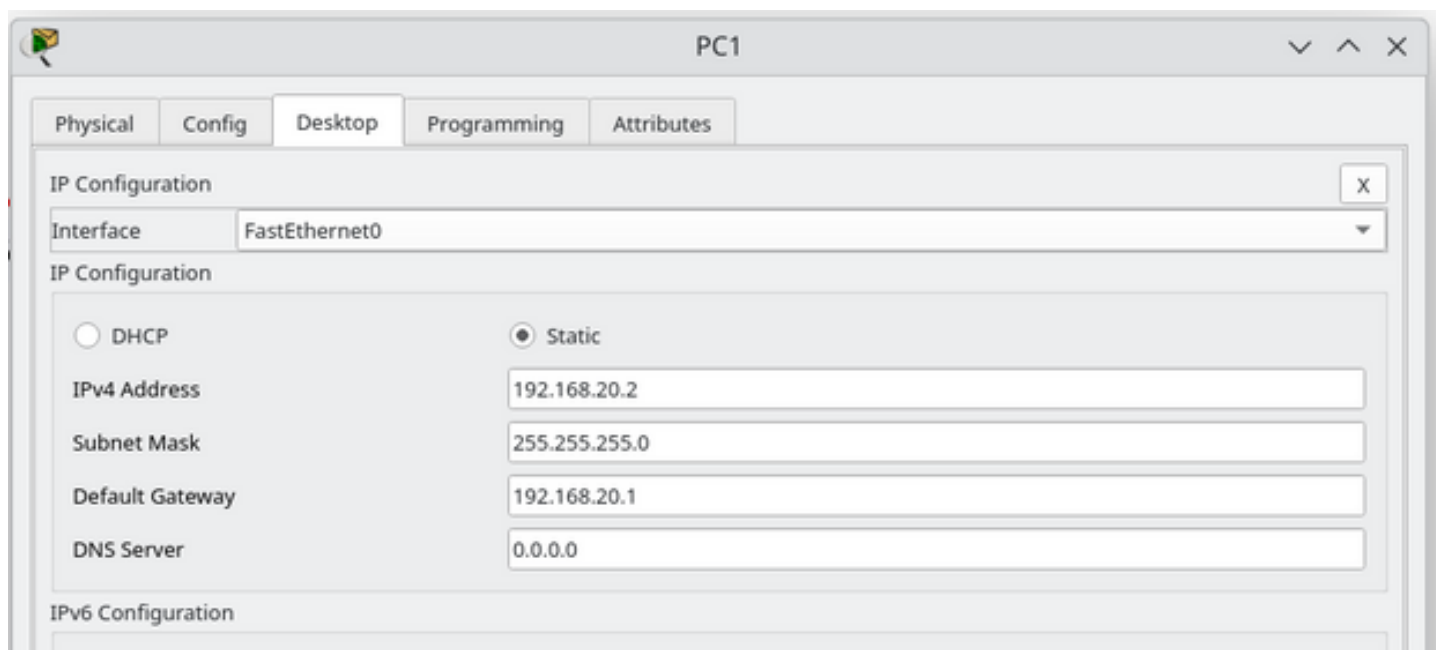 PC1
Physical Config Desktop Programming Attributes
IP Configuration X
Interface FastEthernet0
IP Configuration
DHCP Static
IPv4 Address 192.168.20.2
Subnet Mask 255.255.255.0
Default Gateway 192.168.20.1
DNS Server 0.0.0.0
IPv6 Configuration